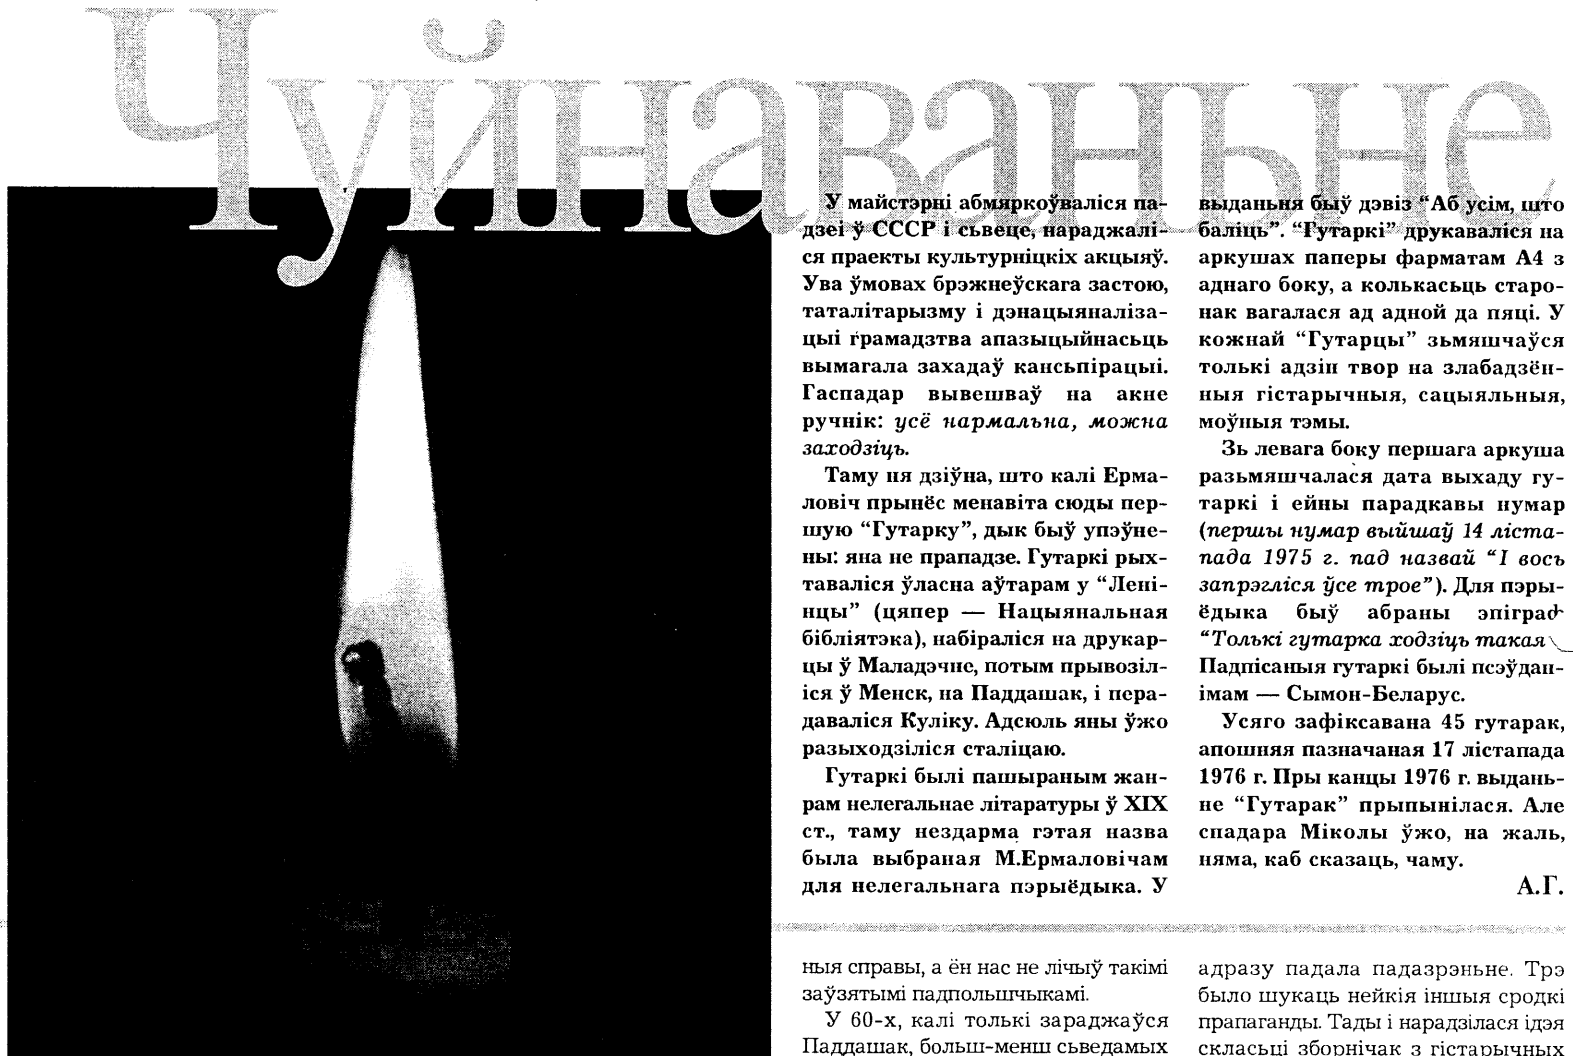 Чуйнаваньне
У майстэрні абмяркоўваліся па-
дзеі ў СССР і сьвеце, нараджалі-
ся праекты культурніцкіх акцыяў.
Ува ўмовах брэжнеўскага застою,
таталітарызму і дэнацыяналіза-
цыі ґрамадзтва апазыцыйнасьць
вымагала захадаў кансьпірацыі.
Гаспадар вывешваў на акне
ручнік: усё нармальна, можна
заходзіць.
Таму ня дзіўна, што калі Ерма-
ловіч прынёс менавіта сюды пер-
шую “Гутарку”, дык быў упэўне-
ны: яна не прападзе. Гутаркі рых-
таваліся ўласна аўтарам у “Лені-
нцы” (цяпер — Нацыянальная
бібліятэка), набіраліся на друкар-
цы ў Маладэчне, потым прывозіл-
іся ў Менск, на Паддашак, і пера-
даваліся Куліку. Адсюль яны ўжо
разыходзіліся сталіцаю.
Гутаркі былі пашыраным жан-
рам нелегальнае літаратуры ў XIX
ст., таму нездарма гэтая назва
была выбраная М.Ермаловічам
для нелегальнага пэрыёдыка. У
выданьня быў дэвіз “Аб усім, што
баліць”. “Гутаркі” друкаваліся на
аркушах паперы фарматам А4 з
аднаго боку, а колькасьць старо-
нак вагалася ад адной да пяці. У
кожнай “Гутарцы” зьмяшчаўся
толькі адзін твор на злабадзён-
ныя гістарычныя, сацыяльныя,
моўныя тэмы.
Зь левага боку першага аркуша
разьмяшчалася дата выхаду гу-
таркі і ейны парадкавы нумар
(першы нумар выйшаў 14 ліста-
пада 1975 г. пад назвай “І вось
запрэгліся ўсе трое”). Для пэры-
ёдыка быў абраны эпіграф
“Толькі гутарка ходзіць такая
Падпісаныя гутаркі былі псэўдан-
імам — Сымон-Беларус.
Усяго зафіксавана 45 гутарак,
апошняя пазначаная 17 лістапада
1976 г. Пры канцы 1976 г. выдань-
не “Гутарак” прыпынілася. Але
спадара Міколы ўжо, на жаль,
няма, каб сказаць, чаму.
А.Г.
ныя справы, а ён нас не лічыў такімі
заўзятымі падпольшчыкамі.
У 60-х, калі толькі зараджаўся
Паддашак, больш-менш сьведамых
адразу падала падазрэньне. Трэ
было шукаць нейкія іншыя сродкі
прапаганды. Тады і нарадзілася ідэя
скласьці зборнічак з гістарычных